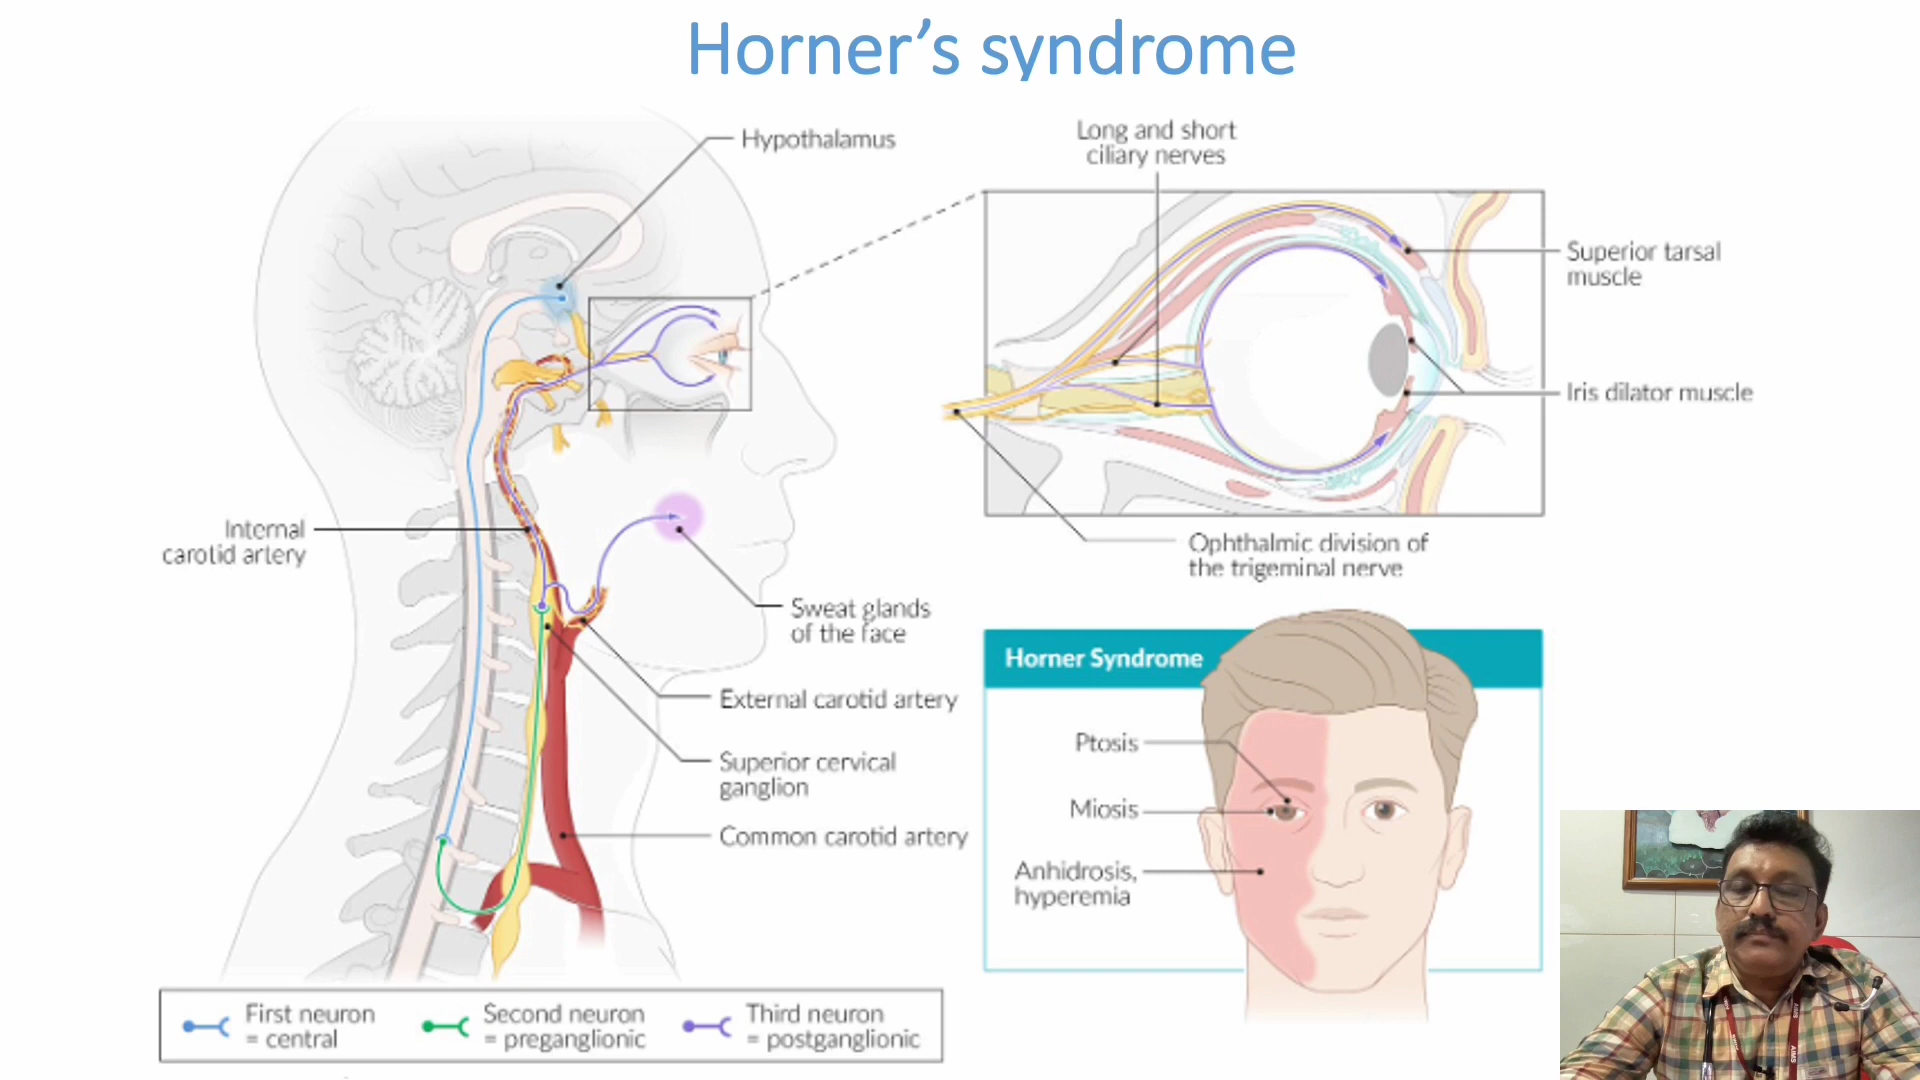 Horner's syndrome
Hypothalamus
Long and short
ciliary nerves
Superior tarsal
muscle
Iris dilator muscle
Internal
carotid artery
Ophthalmic division of
the trigeminal nerve
Sweat glands
of the face
External carotid artery
Superior cervical
ganglion
Common carotid artery
Horner Syndrome
Ptosis
Miosis
Anhidrosis,
hyperemia
First neuron
= central
Second neuron
= preganglionic
Third neuron
= postganglionic
AIMS